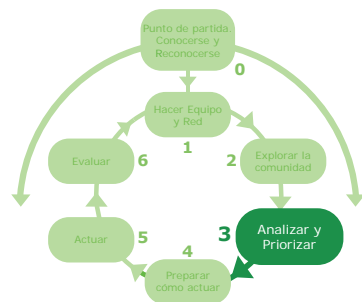 Punto de partida.
Conocerse y
Reconocerse
0
Hacer Equipo
y Red
1
2
Explorar la
comunidad
3
Analizar y
Priorizar
4
Preparar
cómo actuar
5
Actuar
6
Evaluar